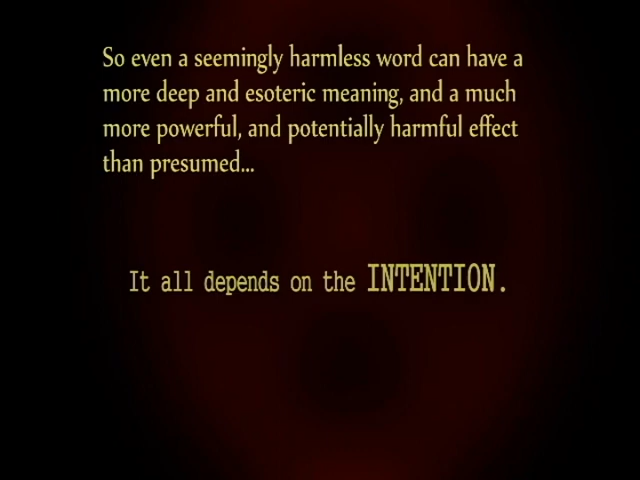 So even a seemingly harmless word can have a
more deep and esoteric meaning, and a much
more powerful, and potentially harmful effect
than presumed...
It all depends on the INTENTION.